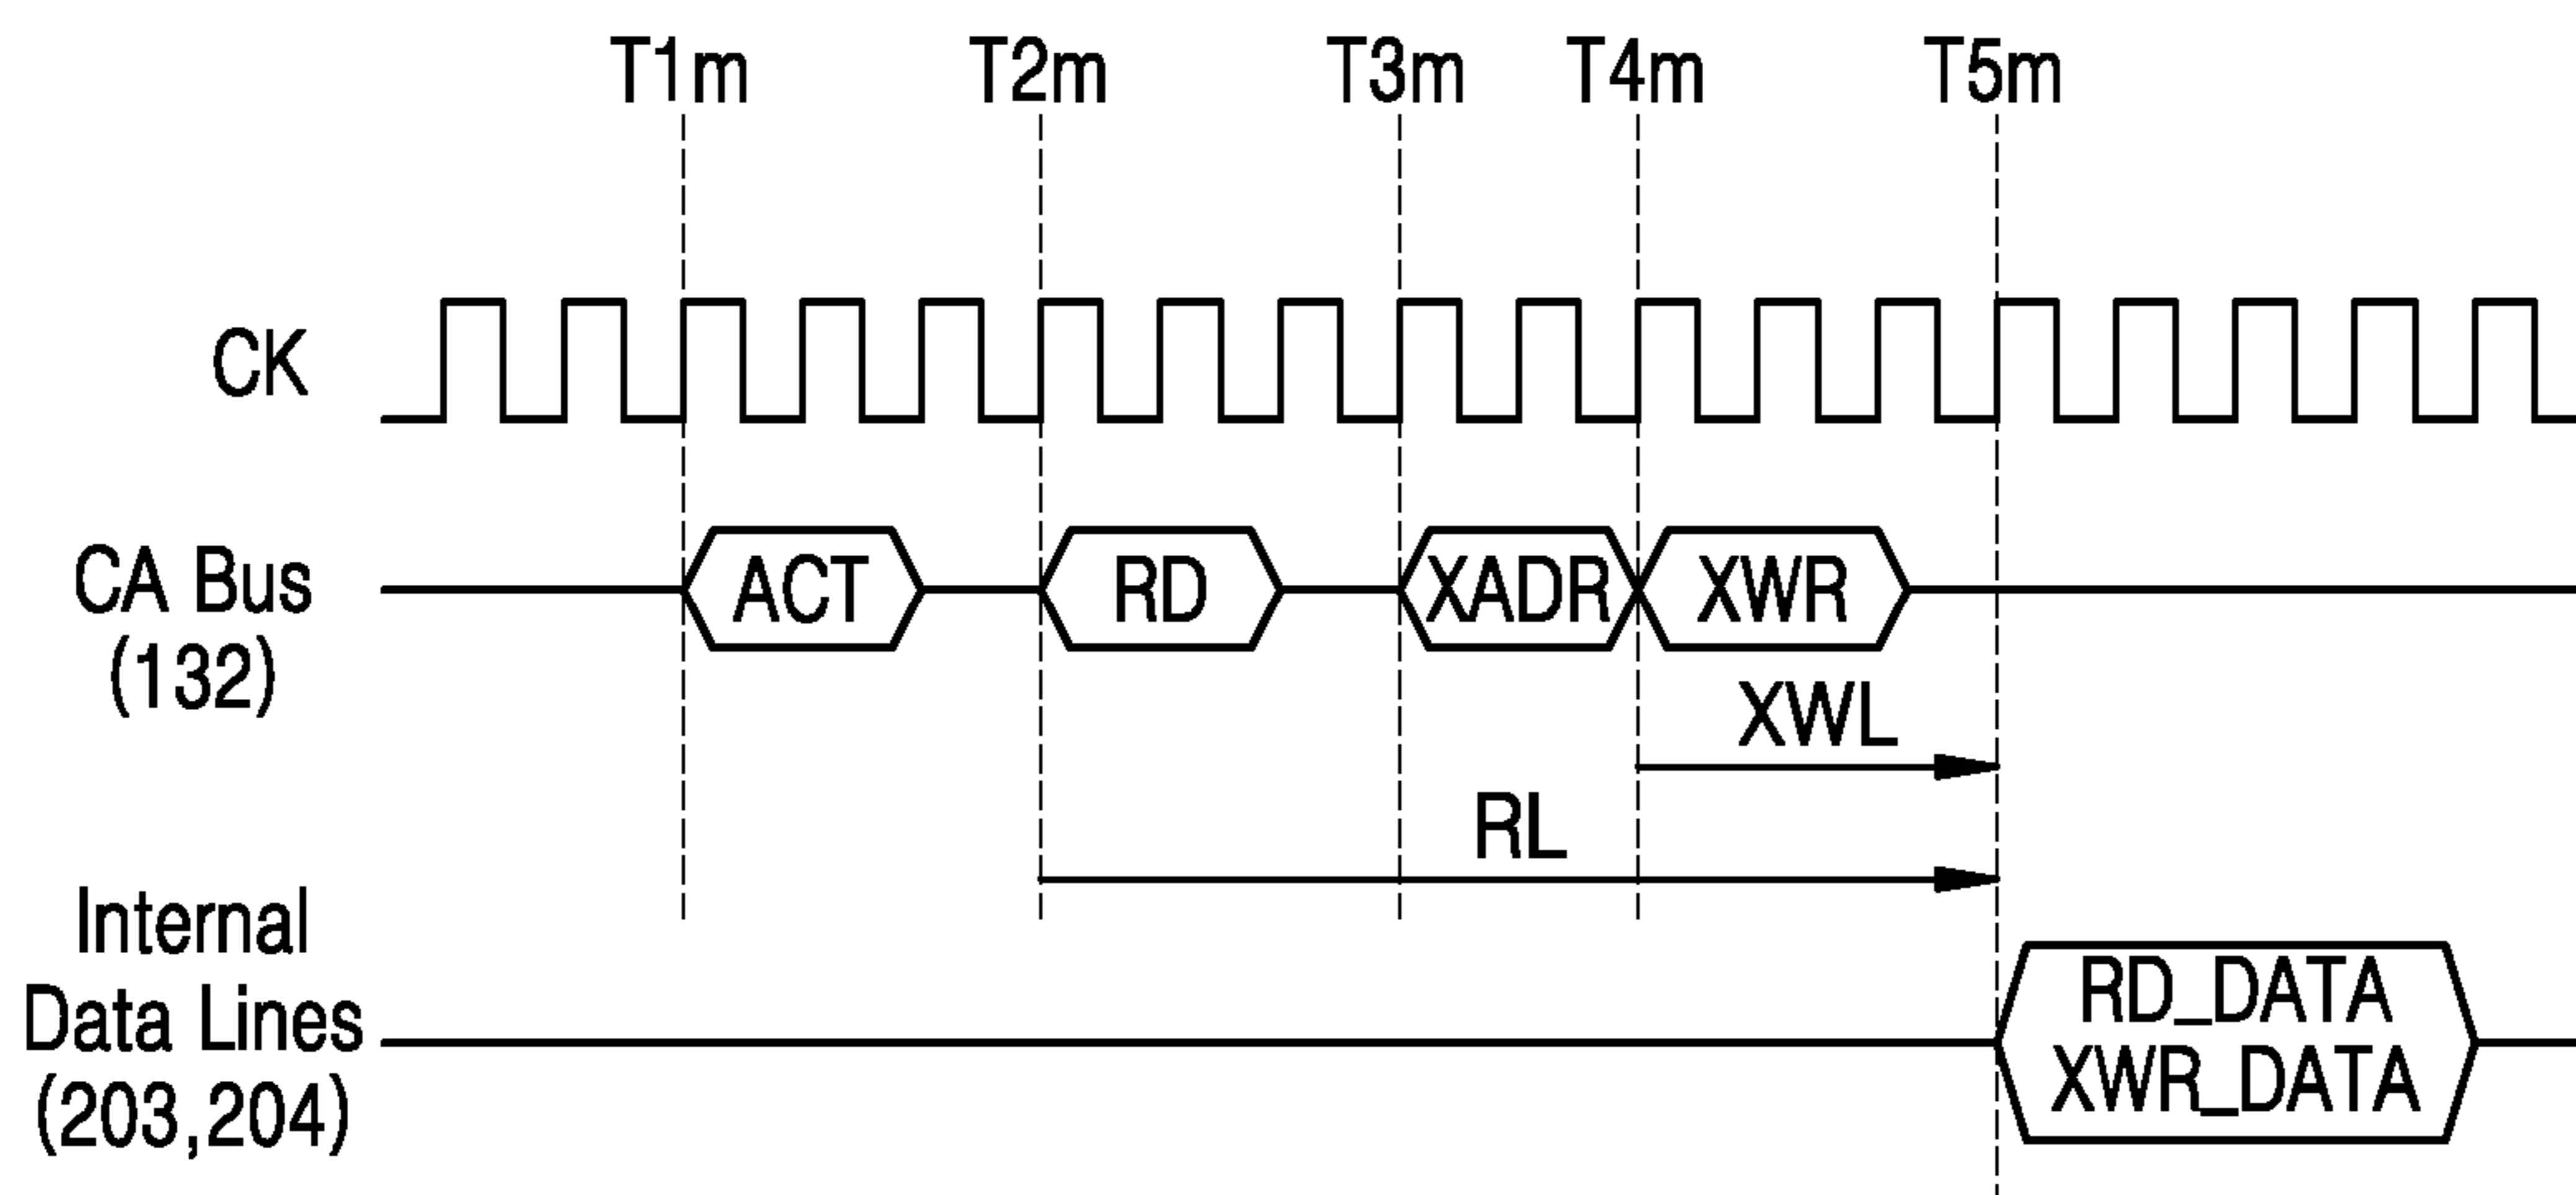 T1m T2m T3m T4m T5m
CK
CA Bus
(132)
ACT RD XADR XWR
XWL
RL
Internal
Data Lines
(203,204)
RD_DATA
XWR_DATA